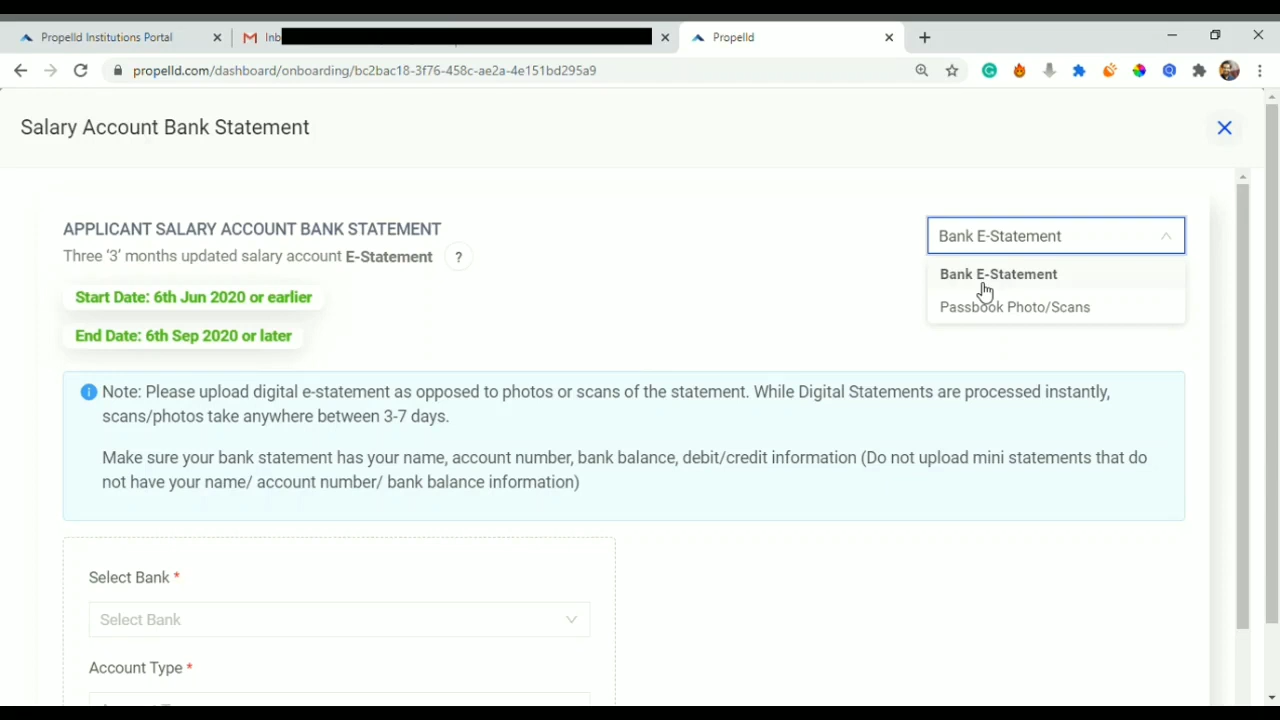 Propelld Institutions Portal
Inb
Propelld
propelld.com/dashboard/onboarding/bc2bac18-3f76-458c-ae2a-4e151bd295a9
Salary Account Bank Statement
APPLICANT SALARY ACCOUNT BANK STATEMENT
Three ‘3’ months updated salary account E-Statement ?
Start Date: 6th Jun 2020 or earlier
End Date: 6th Sep 2020 or later
Bank E-Statement
Bank E-Statement
Passbook Photo/Scans
Note: Please upload digital e-statement as opposed to photos or scans of the statement. While Digital Statements are processed instantly,
scans/photos take anywhere between 3-7 days.
Make sure your bank statement has your name, account number, bank balance, debit/credit information (Do not upload mini statements that do
not have your name/ account number/ bank balance information)
Select Bank *
Select Bank
Account Type *